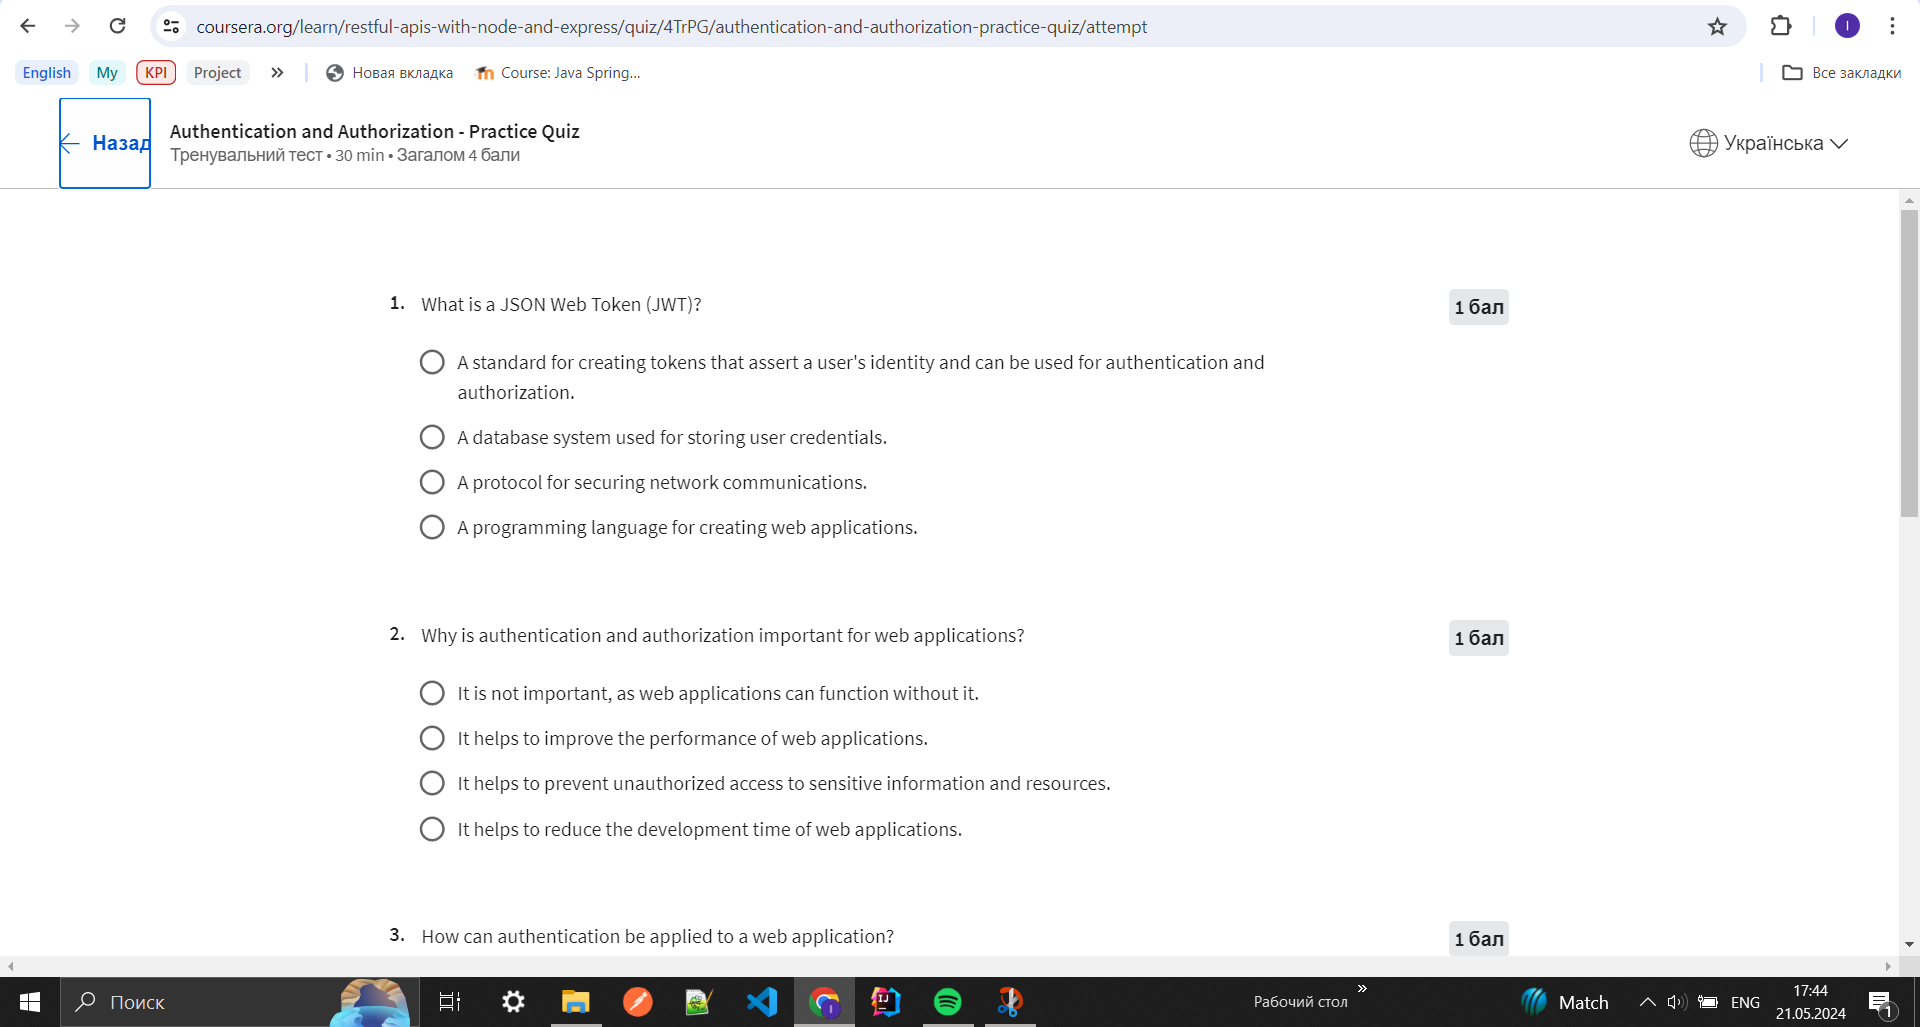 coursera.org/learn/restful-apis-with-node-and-express/quiz/4TrPG/authentication-and-authorization-practice-quiz/attempt
I
English My KPI Project » Новая вкладка Course: Java Spring... Все закладки
Назад
Authentication and Authorization - Practice Quiz
Тренувальний тест • 30 min • Загалом 4 бали
Українська
1. What is a JSON Web Token (JWT)? 1 бал
A standard for creating tokens that assert a user's identity and can be used for authentication and
authorization.
A database system used for storing user credentials.
A protocol for securing network communications.
A programming language for creating web applications.
2. Why is authentication and authorization important for web applications? 1 бал
It is not important, as web applications can function without it.
It helps to improve the performance of web applications.
It helps to prevent unauthorized access to sensitive information and resources.
It helps to reduce the development time of web applications.
3. How can authentication be applied to a web application? 1 бал
Поиск
Рабочий стол »
Match
ENG
17:44
21.05.2024
1